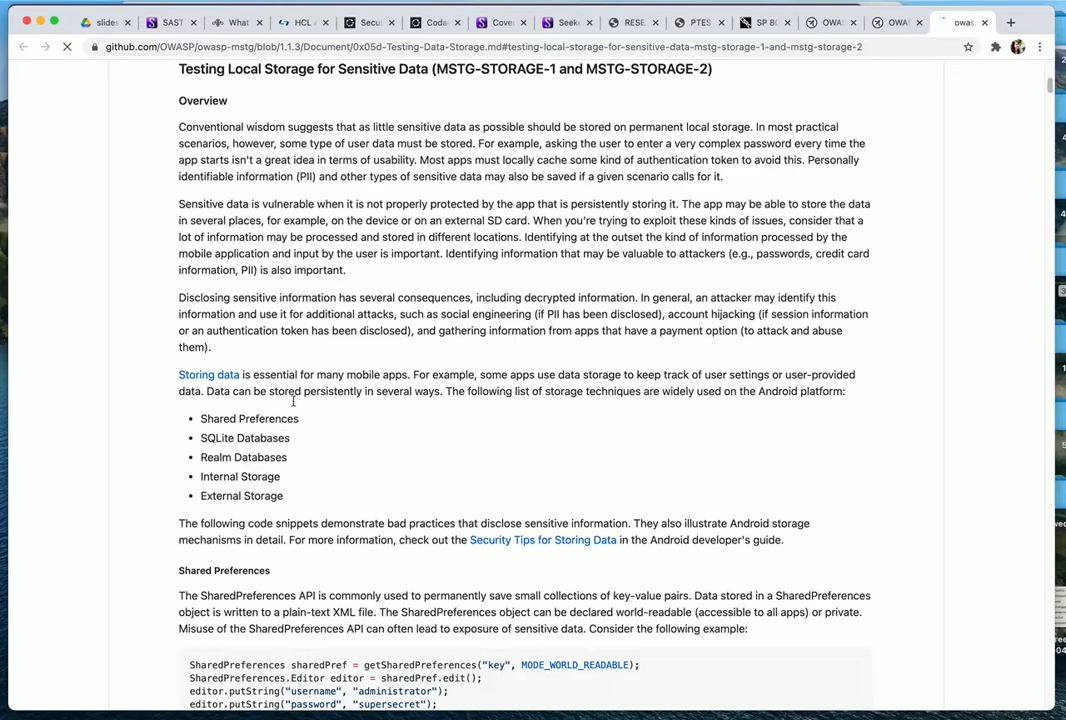 slides
SAST
What
HCL A
Secu
Coda
Cove
Seek
RESE
PTES
SP 80
OWA
OWA
owas
github.com/OWASP/owasp-mstg/blob/1.1.3/Document/0x05d-Testing-Data-Storage.md#testing-local-storage-for-sensitive-data-mstg-storage-1-and-mstg-storage-2
Testing Local Storage for Sensitive Data (MSTG-STORAGE-1 and MSTG-STORAGE-2)
Overview
Conventional wisdom suggests that as little sensitive data as possible should be stored on permanent local storage. In most practical
scenarios, however, some type of user data must be stored. For example, asking the user to enter a very complex password every time the
app starts isn't a great idea in terms of usability. Most apps must locally cache some kind of authentication token to avoid this. Personally
identifiable information (PII) and other types of sensitive data may also be saved if a given scenario calls for it.
Sensitive data is vulnerable when it is not properly protected by the app that is persistently storing it. The app may be able to store the data
in several places, for example, on the device or on an external SD card. When you're trying to exploit these kinds of issues, consider that a
lot of information may be processed and stored in different locations. Identifying at the outset the kind of information processed by the
mobile application and input by the user is important. Identifying information that may be valuable to attackers (e.g., passwords, credit card
information, PII) is also important.
Disclosing sensitive information has several consequences, including decrypted information. In general, an attacker may identify this
information and use it for additional attacks, such as social engineering (if PII has been disclosed), account hijacking (if session information
or an authentication token has been disclosed), and gathering information from apps that have a payment option (to attack and abuse
them).
Storing data is essential for many mobile apps. For example, some apps use data storage to keep track of user settings or user-provided
data. Data can be stored persistently in several ways. The following list of storage techniques are widely used on the Android platform:
• Shared Preferences
• SQLite Databases
• Realm Databases
• Internal Storage
• External Storage
The following code snippets demonstrate bad practices that disclose sensitive information. They also illustrate Android storage
mechanisms in detail. For more information, check out the Security Tips for Storing Data in the Android developer's guide.
Shared Preferences
The SharedPreferences API is commonly used to permanently save small collections of key-value pairs. Data stored in a SharedPreferences
object is written to a plain-text XML file. The SharedPreferences object can be declared world-readable (accessible to all apps) or private.
Misuse of the SharedPreferences API can often lead to exposure of sensitive data. Consider the following example:
SharedPreferences sharedPref = getSharedPreferences("key", MODE_WORLD_READABLE);
SharedPreferences.Editor editor = sharedPref.edit();
editor.putString("username", "administrator");
editor.putString("password", "supersecret");